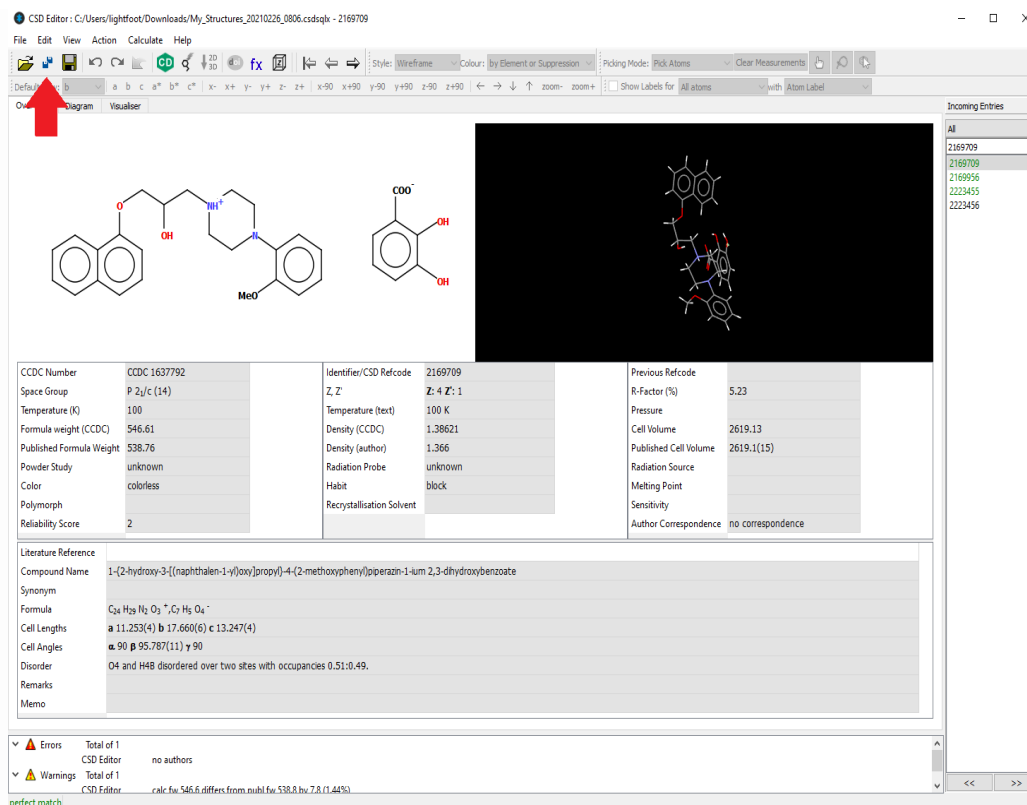 CSD Editor : C:/Users/lightfoot/Downloads/My_Structures_20210226_0806.csdsqlx - 2169709
File Edit View Action Calculate Help
CD 2D 3D fx Style: Wireframe Colour: by Element or Suppression Picking Mode: Pick Atoms Clear Measurements
b a b c a* b* c* x- x+ y- y+ z- z+ x-90 x+90 y-90 y+90 z-90 z+90 zoom- zoom+ Show Labels for All atoms with Atom Label
Diagram Visualiser
Incoming Entries
All
2169709
2169709
2169956
2223455
2223456
O OH NH+ N MeO
COO- OH OH
CCDC Number CCDC 1637792 Identifier/CSD Refcode 2169709 Previous Refcode
Space Group P 2₁/c (14) Z, Z' Z: 4 Z': 1 R-Factor (%) 5.23
Temperature (K) 100 Temperature (text) 100 K Pressure
Formula weight (CCDC) 546.61 Density (CCDC) 1.38621 Cell Volume 2619.13
Published Formula Weight 538.76 Density (author) 1.366 Published Cell Volume 2619.1(15)
Powder Study unknown Radiation Probe unknown Radiation Source
Color colorless Habit block Melting Point
Polymorph Recrystallisation Solvent Sensitivity
Reliability Score 2 Author Correspondence no correspondence
Literature Reference
Compound Name 1-{2-hydroxy-3-[(naphthalen-1-yl)oxy]propyl}-4-(2-methoxyphenyl)piperazin-1-ium 2,3-dihydroxybenzoate
Synonym
Formula C₂₄ H₂₉ N₂ O₃ ⁺,C₇ H₅ O₄ ⁻
Cell Lengths a 11.253(4) b 17.660(6) c 13.247(4)
Cell Angles α 90 β 95.787(11) γ 90
Disorder O4 and H4B disordered over two sites with occupancies 0.51:0.49.
Remarks
Memo
Errors Total of 1
CSD Editor no authors
Warnings Total of 1
CSD Editor calc fw 546.6 differs from publ fw 538.8 by 7.8 (1.44%)
<< >>
perfect match